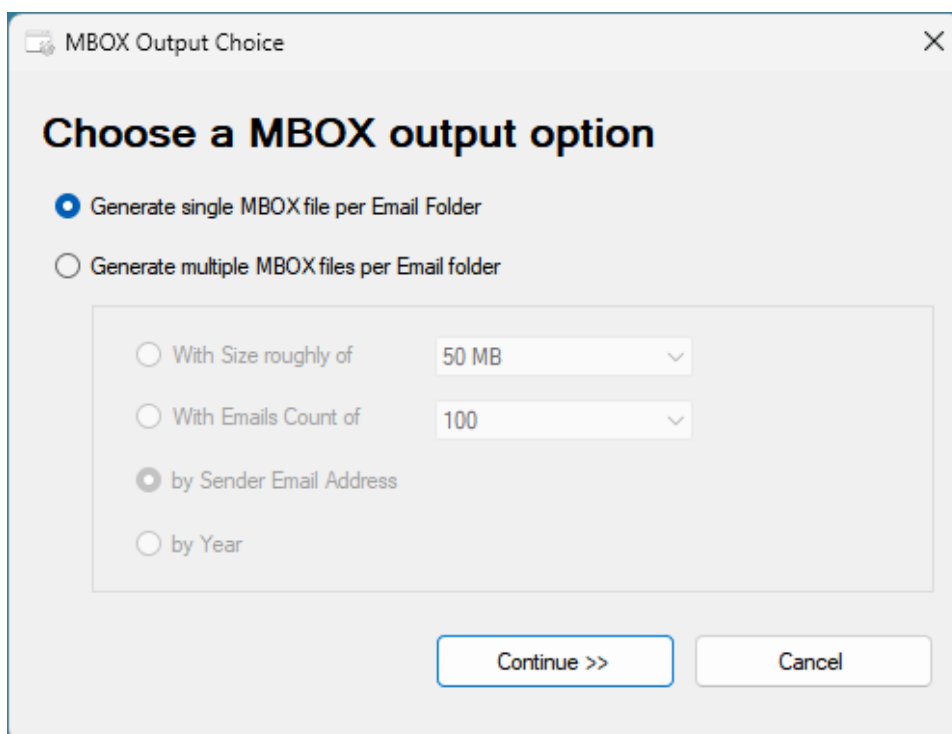 MBOX Output Choice
Choose a MBOX output option
Generate single MBOX file per Email Folder
Generate multiple MBOX files per Email folder
With Size roughly of 50 MB
With Emails Count of 100
by Sender Email Address
by Year
Continue >> Cancel